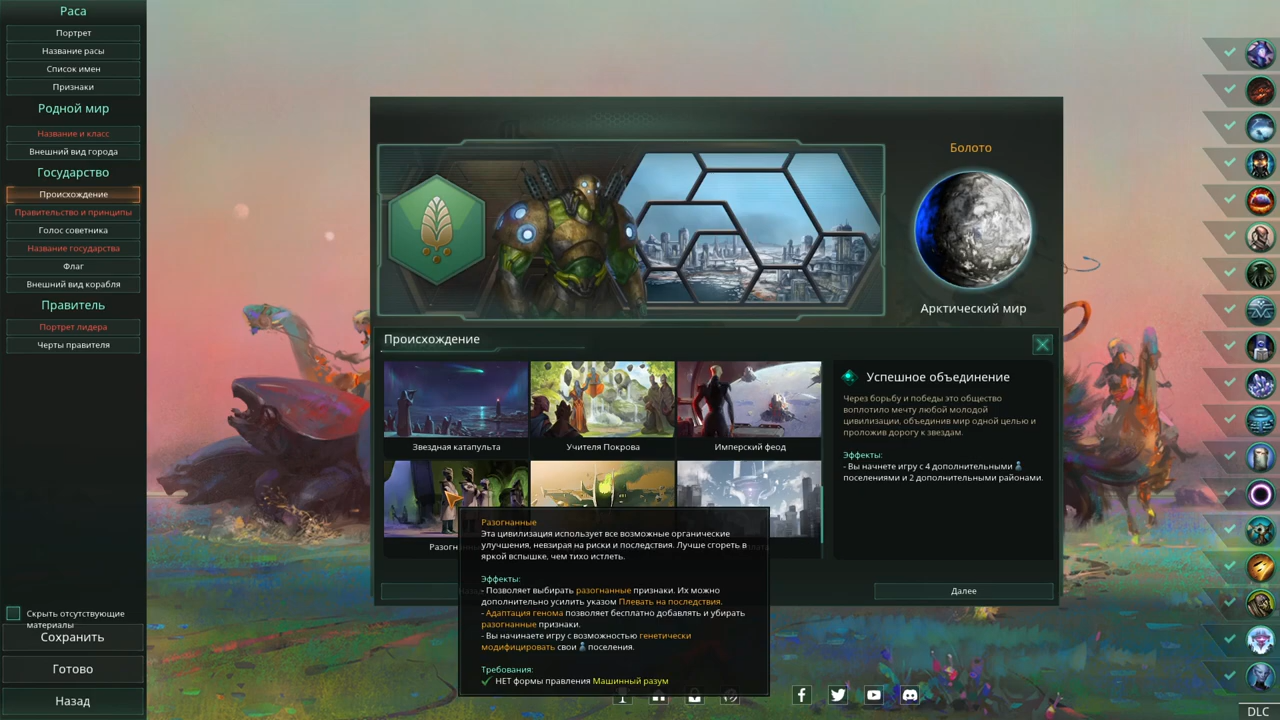 Раса
Портрет
Название расы
Список имен
Признаки
Родной мир
Название и класс
Внешний вид города
Государство
Происхождение
Правительство и принципы
Голос советника
Название государства
Флаг
Внешний вид корабля
Правитель
Портрет лидера
Черты правителя
Скрыть отсутствующие
материалы
Сохранить
Готово
Назад
Болото
Арктический мир
Происхождение
Звездная катапульта
Учителя Покрова
Имперский феод
Разогн
Успешное объединение
Через борьбу и победы это общество
воплотило мечту любой молодой
цивилизации, объединив мир одной целью и
проложив дорогу к звездам.
Эффекты:
- Вы начнете игру с 4 дополнительными
поселениями и 2 дополнительными районами.
Далее
Разогнанные
Эта цивилизация использует все возможные органические
улучшения, невзирая на риски и последствия. Лучше сгореть в
яркой вспышке, чем тихо истлеть.
Эффекты:
- Позволяет выбирать разогнанные признаки. Их можно
дополнительно усилить указом Плевать на последствия.
- Адаптация генома позволяет бесплатно добавлять и убирать
разогнанные признаки.
- Вы начинаете игру с возможностью генетически
модифицировать свои поселения.
Требования:
НЕТ формы правления Машинный разум
DLC